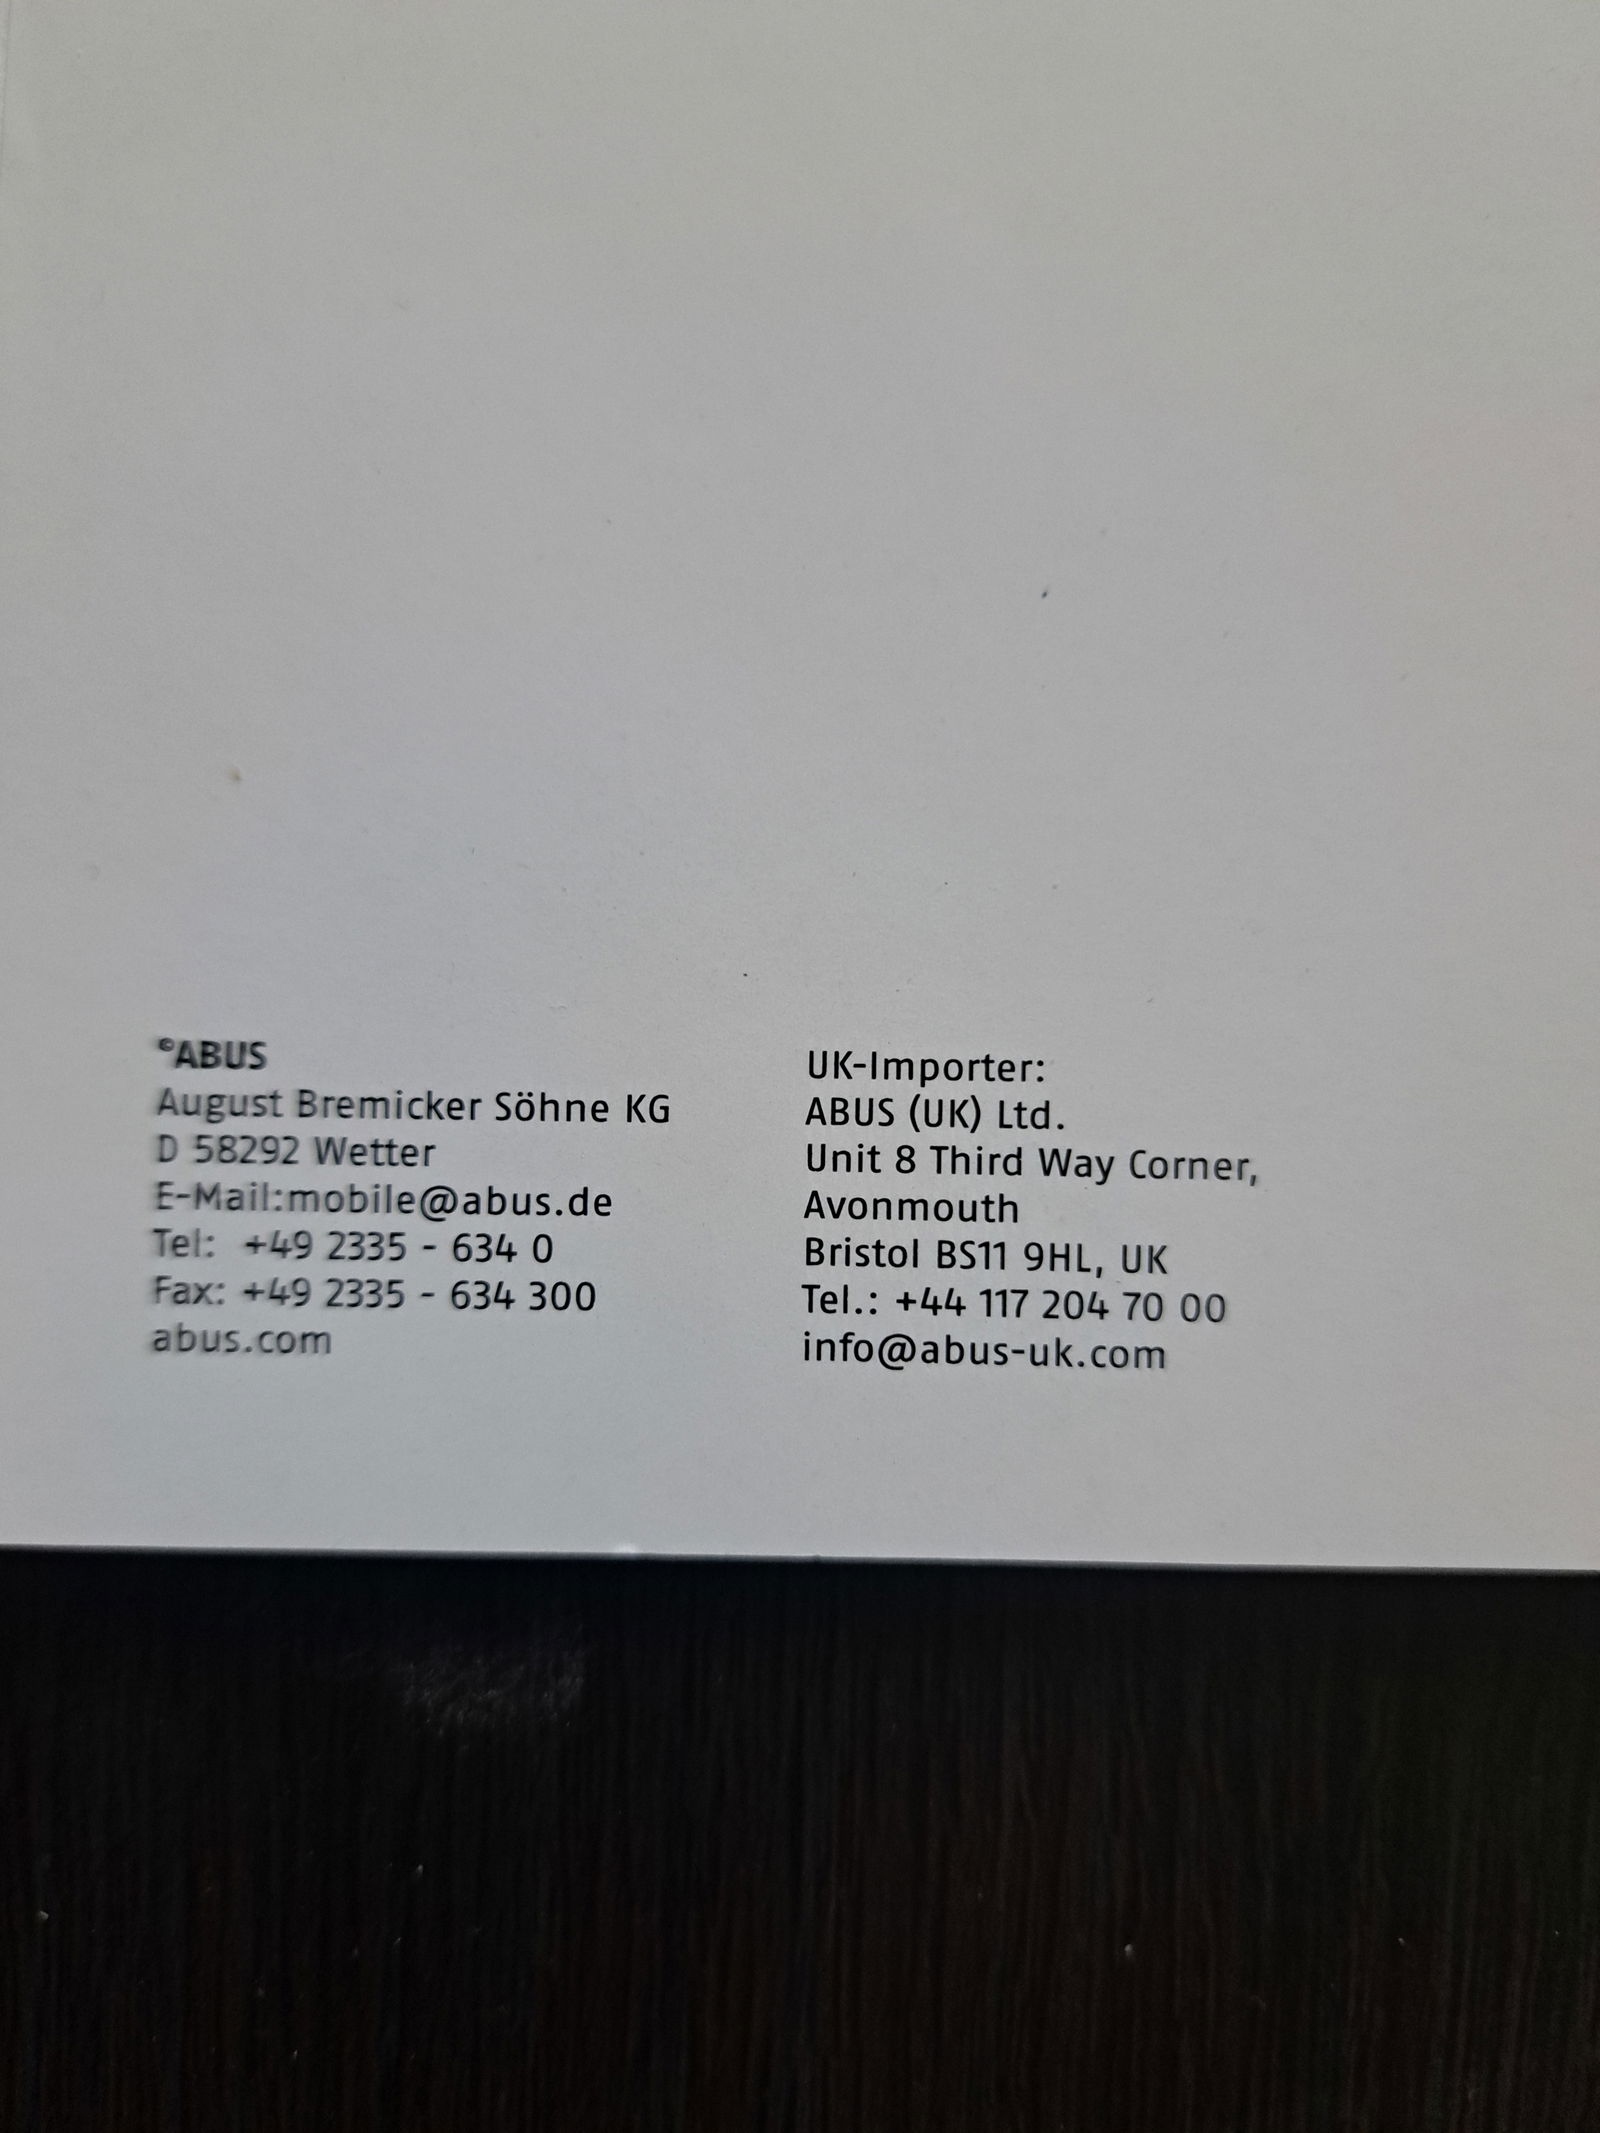 ©ABUS
August Bremicker Söhne KG
D 58292 Wetter
E-Mail:mobile@abus.de
Tel: +49 2335 - 634 0
Fax: +49 2335 - 634 300
abus.com
UK-Importer:
ABUS (UK) Ltd.
Unit 8 Third Way Corner,
Avonmouth
Bristol BS11 9HL, UK
Tel.: +44 117 204 70 00
info@abus-uk.com